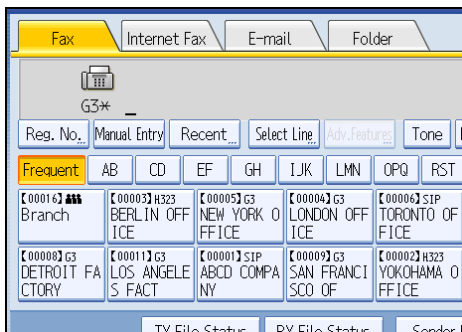 Fax Internet Fax E-mail Folder
G3* _
Reg. No. Manual Entry Recent Select Line Adv.Features Tone
Frequent AB CD EF GH IJK LMN OPQ RST
【00016】 【00003】H323 【00005】G3 【00004】G3 【00006】SIP
Branch BERLIN OFF NEW YORK O LONDON OFF TORONTO OF
ICE FFICE ICE FICE
【00008】G3 【00011】G3 【00001】SIP 【00009】G3 【00002】H323
DETROIT FA LOS ANGELE ABCD COMPA SAN FRANCI YOKOHAMA O
CTORY S FACT NY SCO OF FFICE
TX File Status RX File Status Sender